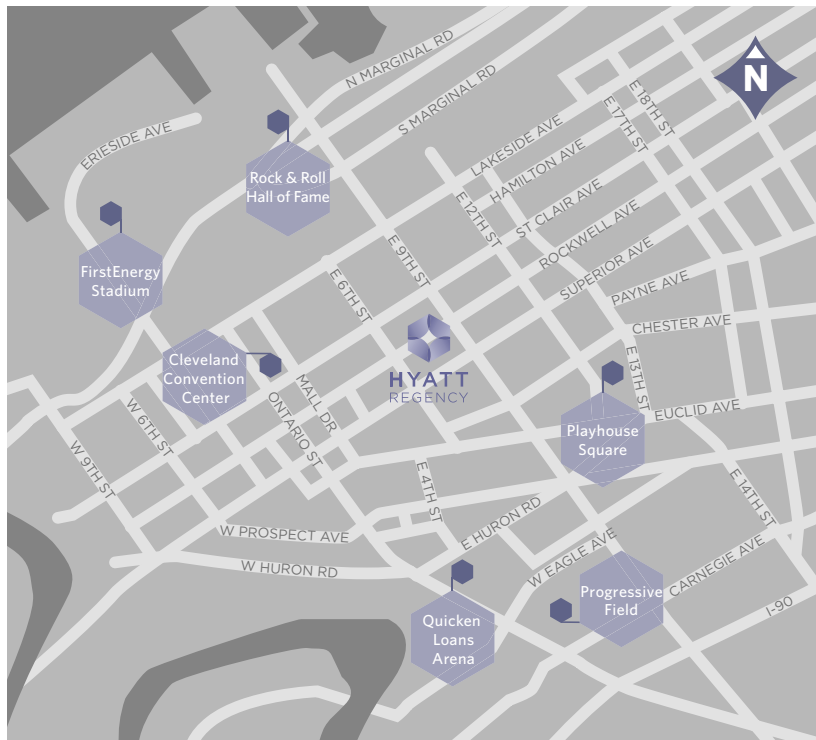 N MARGINAL RD
S MARGINAL RD
N
E 18TH ST
E 17TH ST
ERIESIDE AVE
LAKESIDE AVE
HAMILTON AVE
Rock & Roll
Hall of Fame
E 12TH ST
ST CLAIR AVE
ROCKWELL AVE
E 9TH ST
SUPERIOR AVE
FirstEnergy
Stadium
E 6TH ST
PAYNE AVE
CHESTER AVE
Cleveland
Convention
Center
HYATT
REGENCY
MALL DR
E 13TH ST
EUCLID AVE
W 6TH ST
ONTARIO ST
Playhouse
Square
W 9TH ST
E 4TH ST
E 14TH ST
W PROSPECT AVE
E HURON RD
W EAGLE AVE
W HURON RD
CARNEGIE AVE
Progressive
Field
I-90
Quicken
Loans
Arena